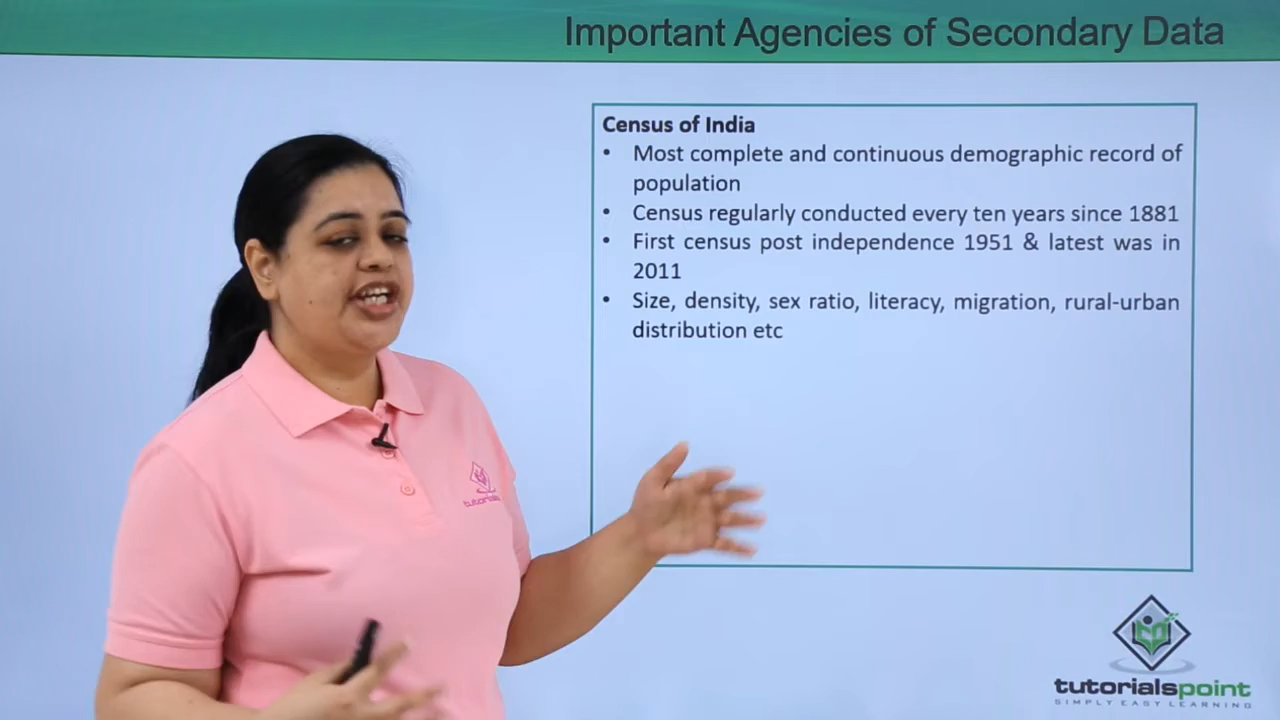 Important Agencies of Secondary Data
Census of India
• Most complete and continuous demographic record of
population
• Census regularly conducted every ten years since 1881
• First census post independence 1951 & latest was in
2011
• Size, density, sex ratio, literacy, migration, rural-urban
distribution etc
tutorials
tutorialspoint
SIMPLY EASY LEARNING